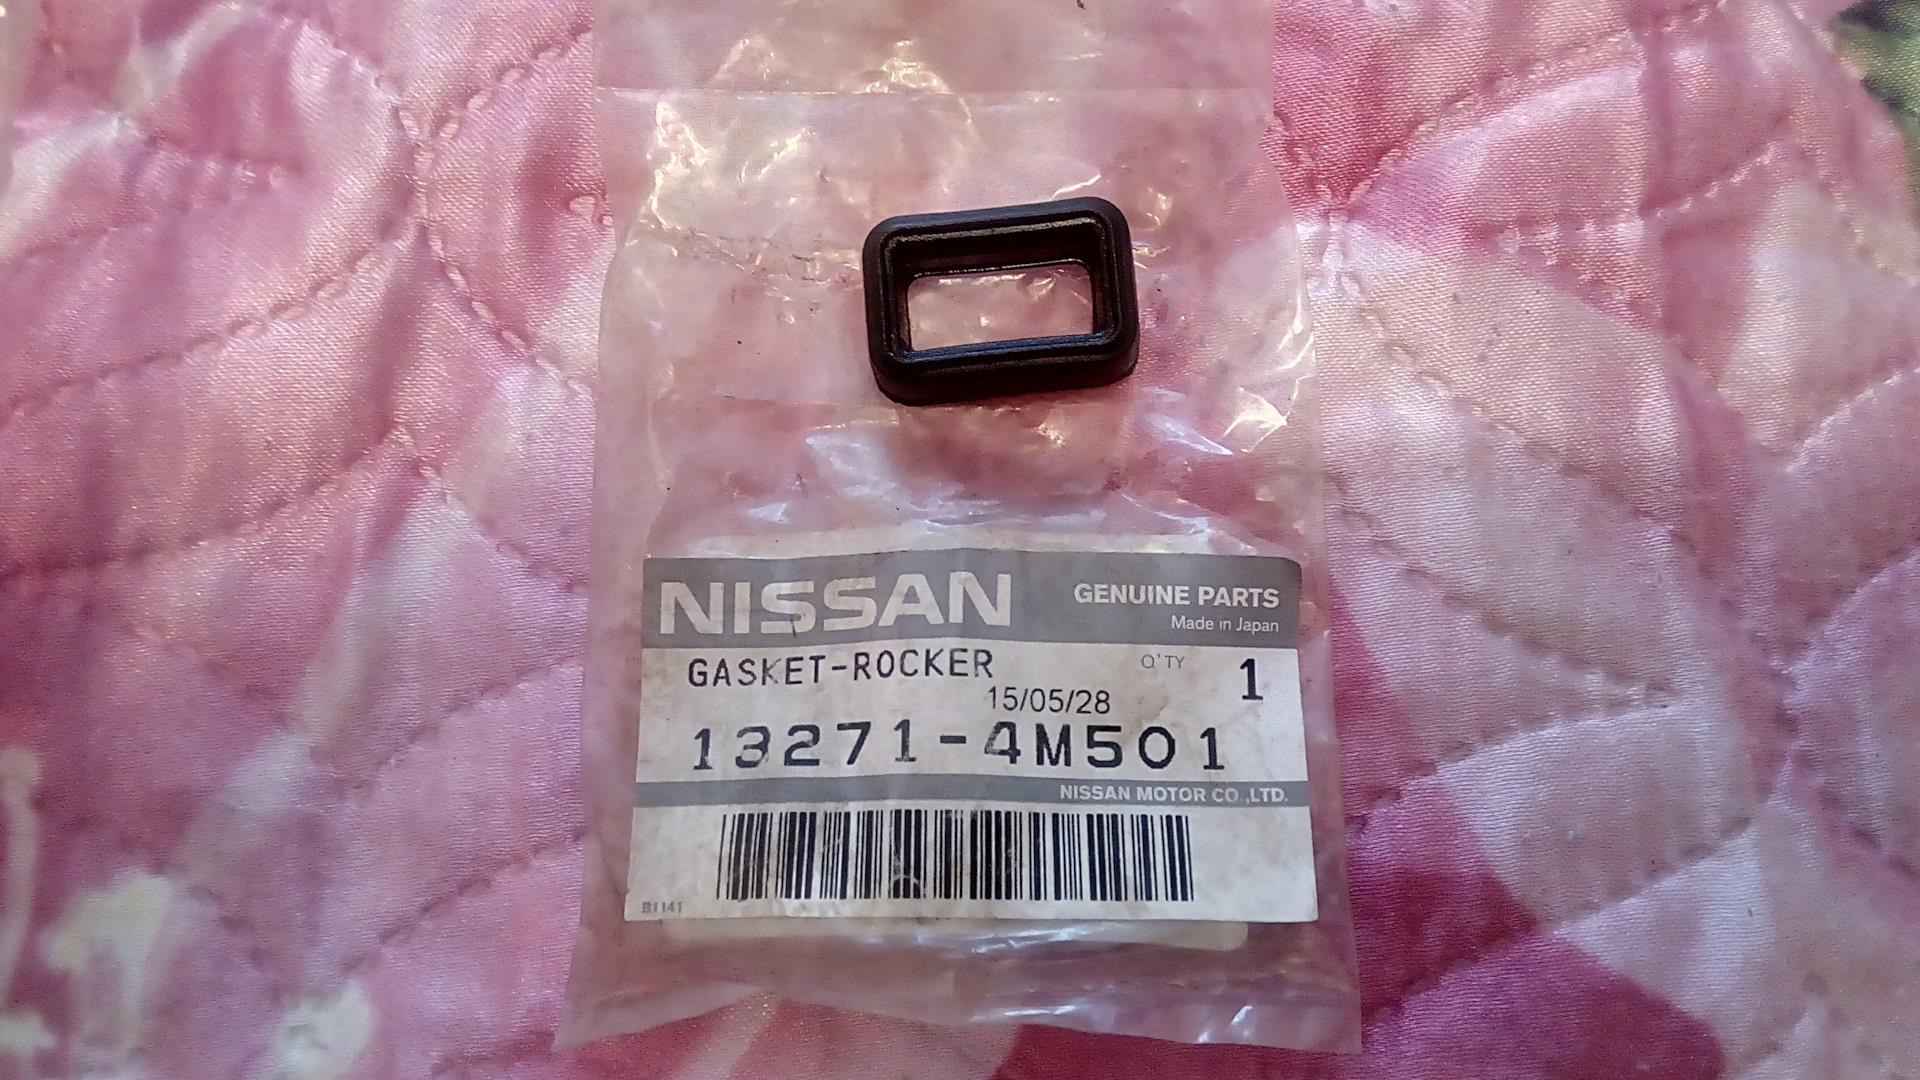 NISSAN GENUINE PARTS
Made in Japan
GASKET-ROCKER Q'TY 1
15/05/28
13271-4M501
NISSAN MOTOR CO.,LTD.
B1141